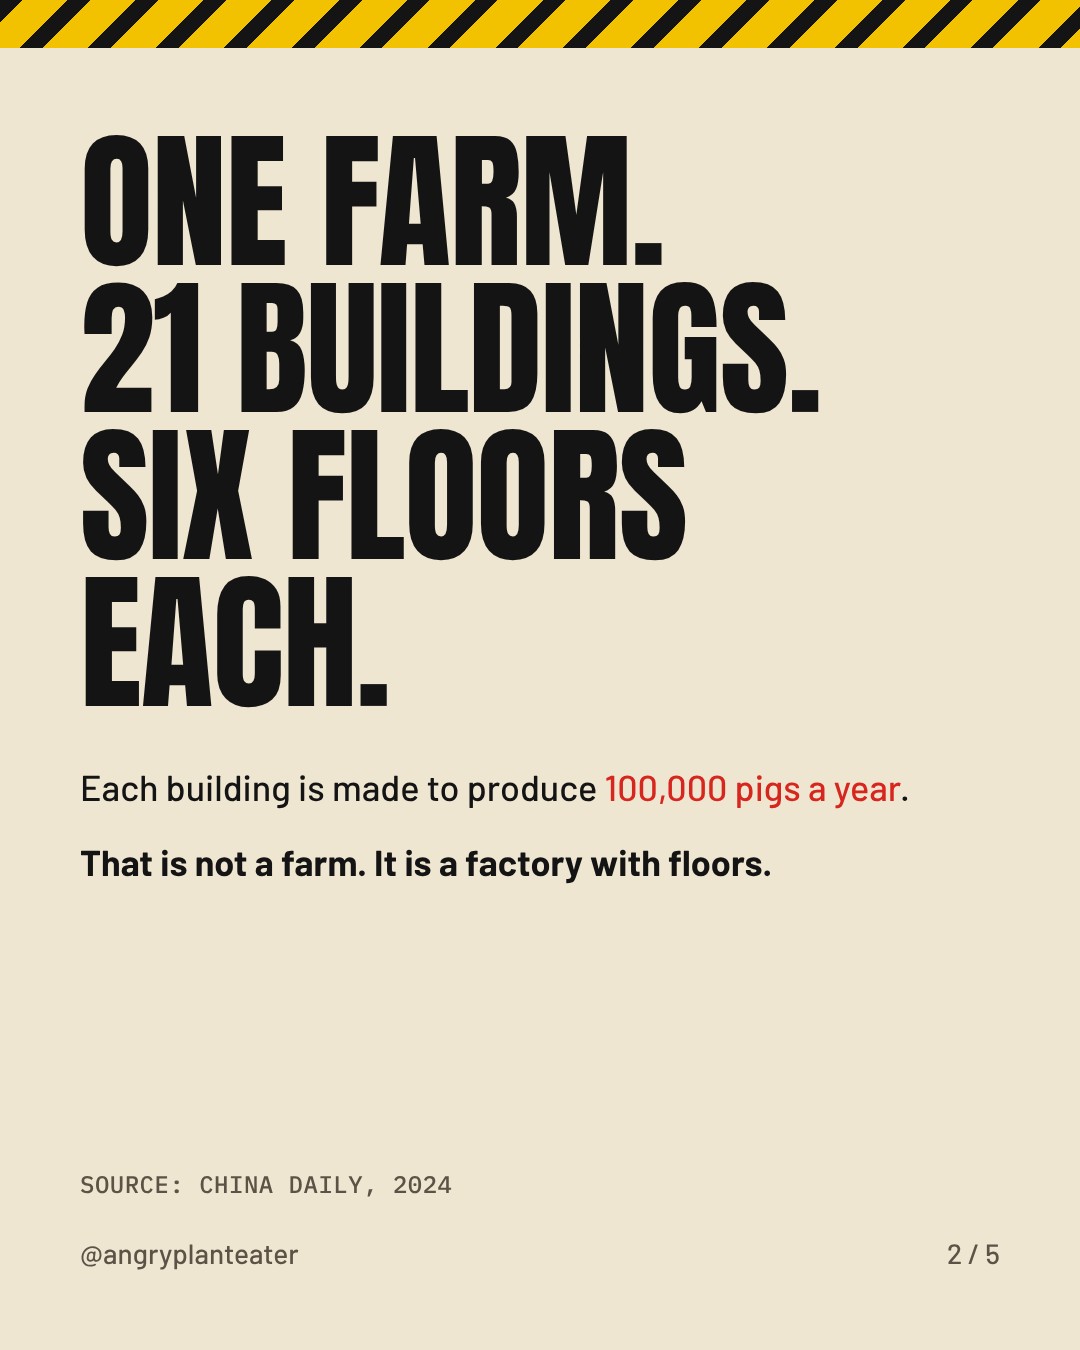 ONE FARM.
21 BUILDINGS.
SIX FLOORS
EACH.
Each building is made to produce 100,000 pigs a year.
That is not a farm. It is a factory with floors.
SOURCE: CHINA DAILY, 2024
@angryplanteater
2 / 5